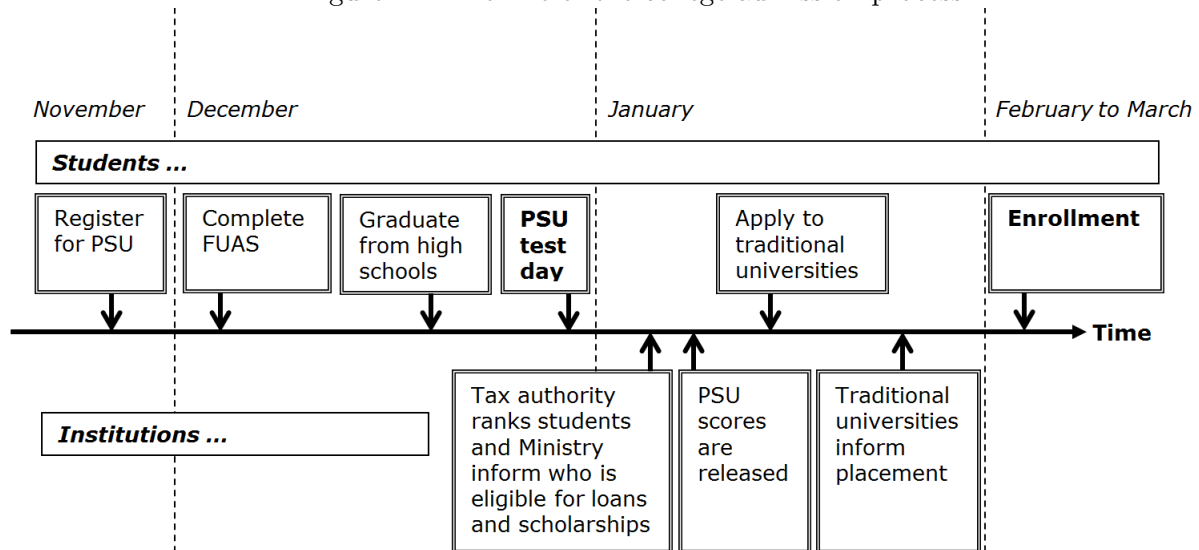 November
December
January
February to March
Students ...
Register
for PSU
Complete
FUAS
Graduate
from high
schools
PSU
test
day
Apply to
traditional
universities
Enrollment
Time
Institutions ...
Tax authority
ranks students
and Ministry
inform who is
eligible for loans
and scholarships
PSU
scores
are
released
Traditional
universities
inform
placement